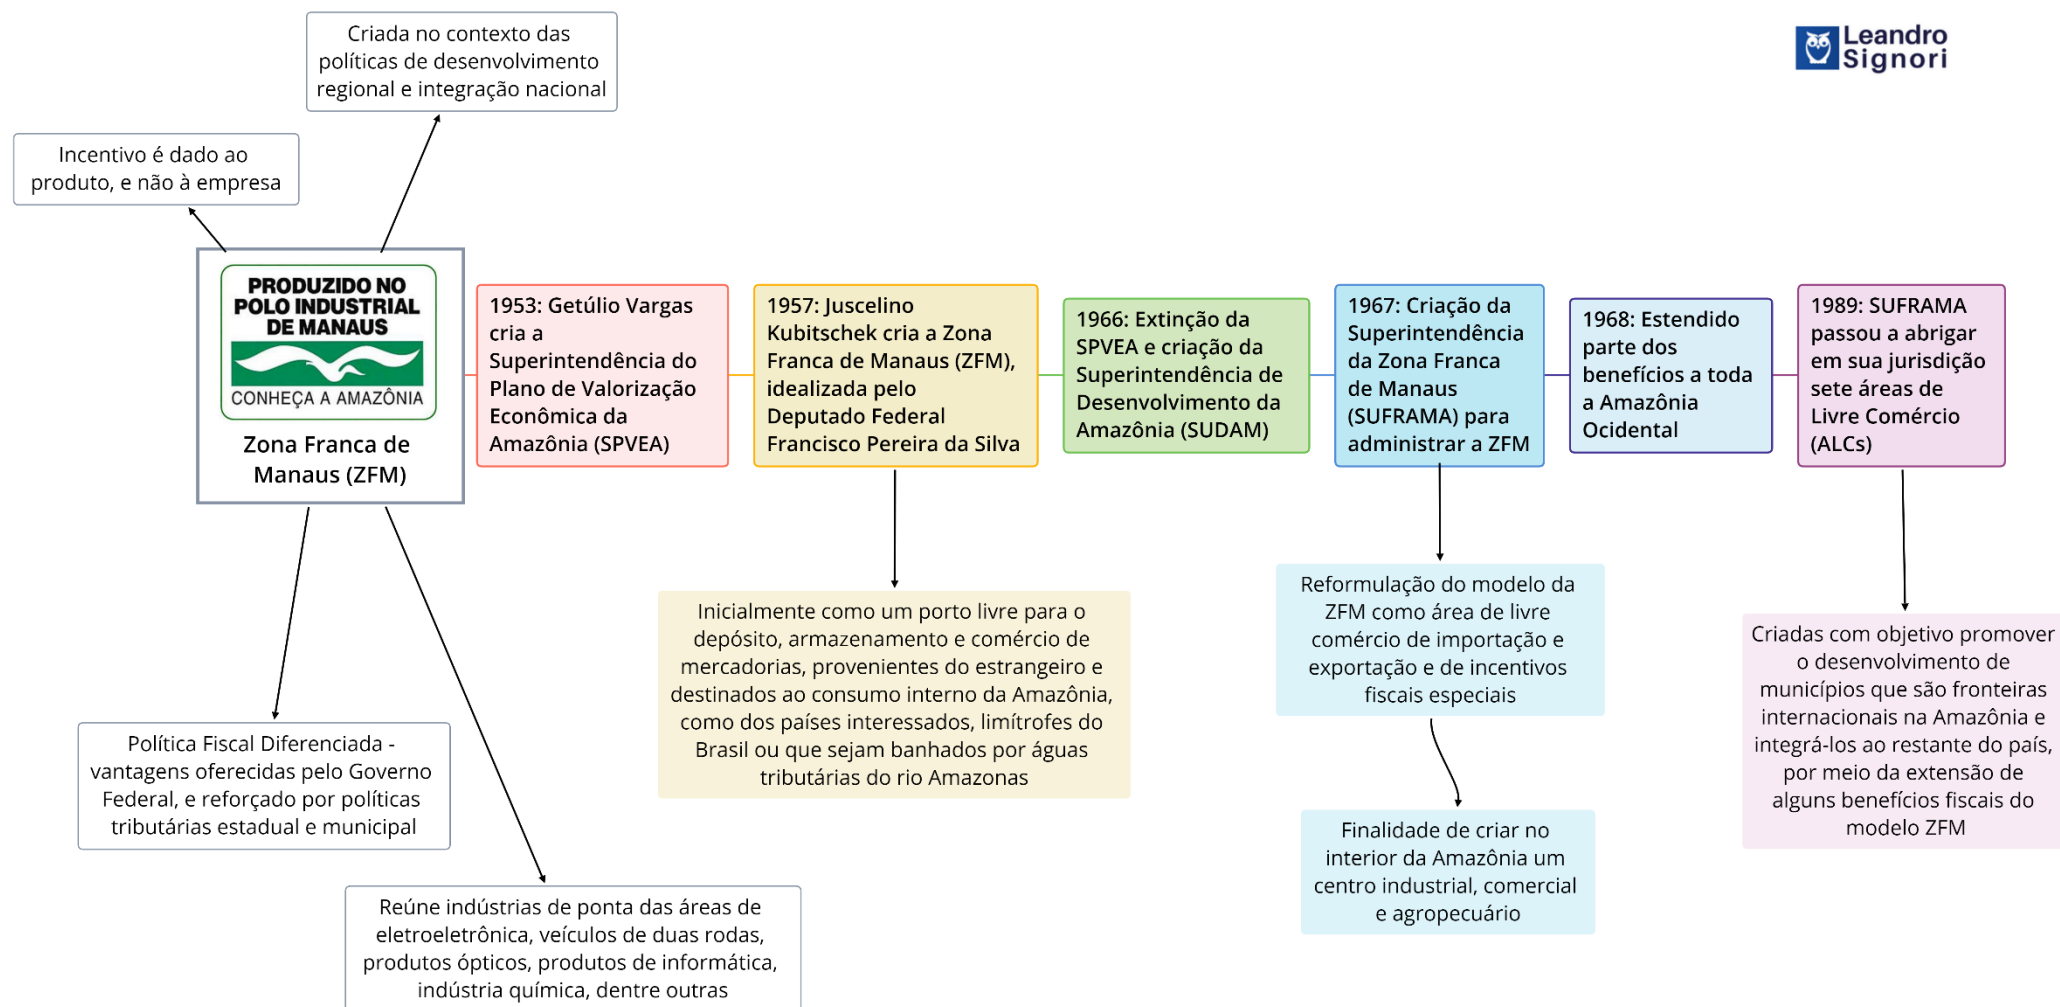 Criada no contexto das
políticas de desenvolvimento
regional e integração nacional
Leandro
Signori
Incentivo é dado ao
produto, e não à empresa
PRODUZIDO NO
POLO INDUSTRIAL
DE MANAUS
CONHEÇA A AMAZÔNIA
Zona Franca de
Manaus (ZFM)
1953: Getúlio Vargas
cria a
Superintendência do
Plano de Valorização
Econômica da
Amazônia (SPVEA)
1957: Juscelino
Kubitschek cria a Zona
Franca de Manaus (ZFM),
idealizada pelo
Deputado Federal
Francisco Pereira da Silva
1966: Extinção da
SPVEA e criação da
Superintendência de
Desenvolvimento da
Amazônia (SUDAM)
1967: Criação da
Superintendência
da Zona Franca
de Manaus
(SUFRAMA) para
administrar a ZFM
1968: Estendido
parte dos
benefícios a toda
a Amazônia
Ocidental
1989: SUFRAMA
passou a abrigar
em sua jurisdição
sete áreas de
Livre Comércio
(ALCs)
Inicialmente como um porto livre para o
depósito, armazenamento e comércio de
mercadorias, provenientes do estrangeiro e
destinados ao consumo interno da Amazônia,
como dos países interessados, limítrofes do
Brasil ou que sejam banhados por águas
tributárias do rio Amazonas
Reformulação do modelo da
ZFM como área de livre
comércio de importação e
exportação e de incentivos
fiscais especiais
Finalidade de criar no
interior da Amazônia um
centro industrial, comercial
e agropecuário
Criadas com objetivo promover
o desenvolvimento de
municípios que são fronteiras
internacionais na Amazônia e
integrá-los ao restante do país,
por meio da extensão de
alguns benefícios fiscais do
modelo ZFM
Política Fiscal Diferenciada -
vantagens oferecidas pelo Governo
Federal, e reforçado por políticas
tributárias estadual e municipal
Reúne indústrias de ponta das áreas de
eletroeletrônica, veículos de duas rodas,
produtos ópticos, produtos de informática,
indústria química, dentre outras